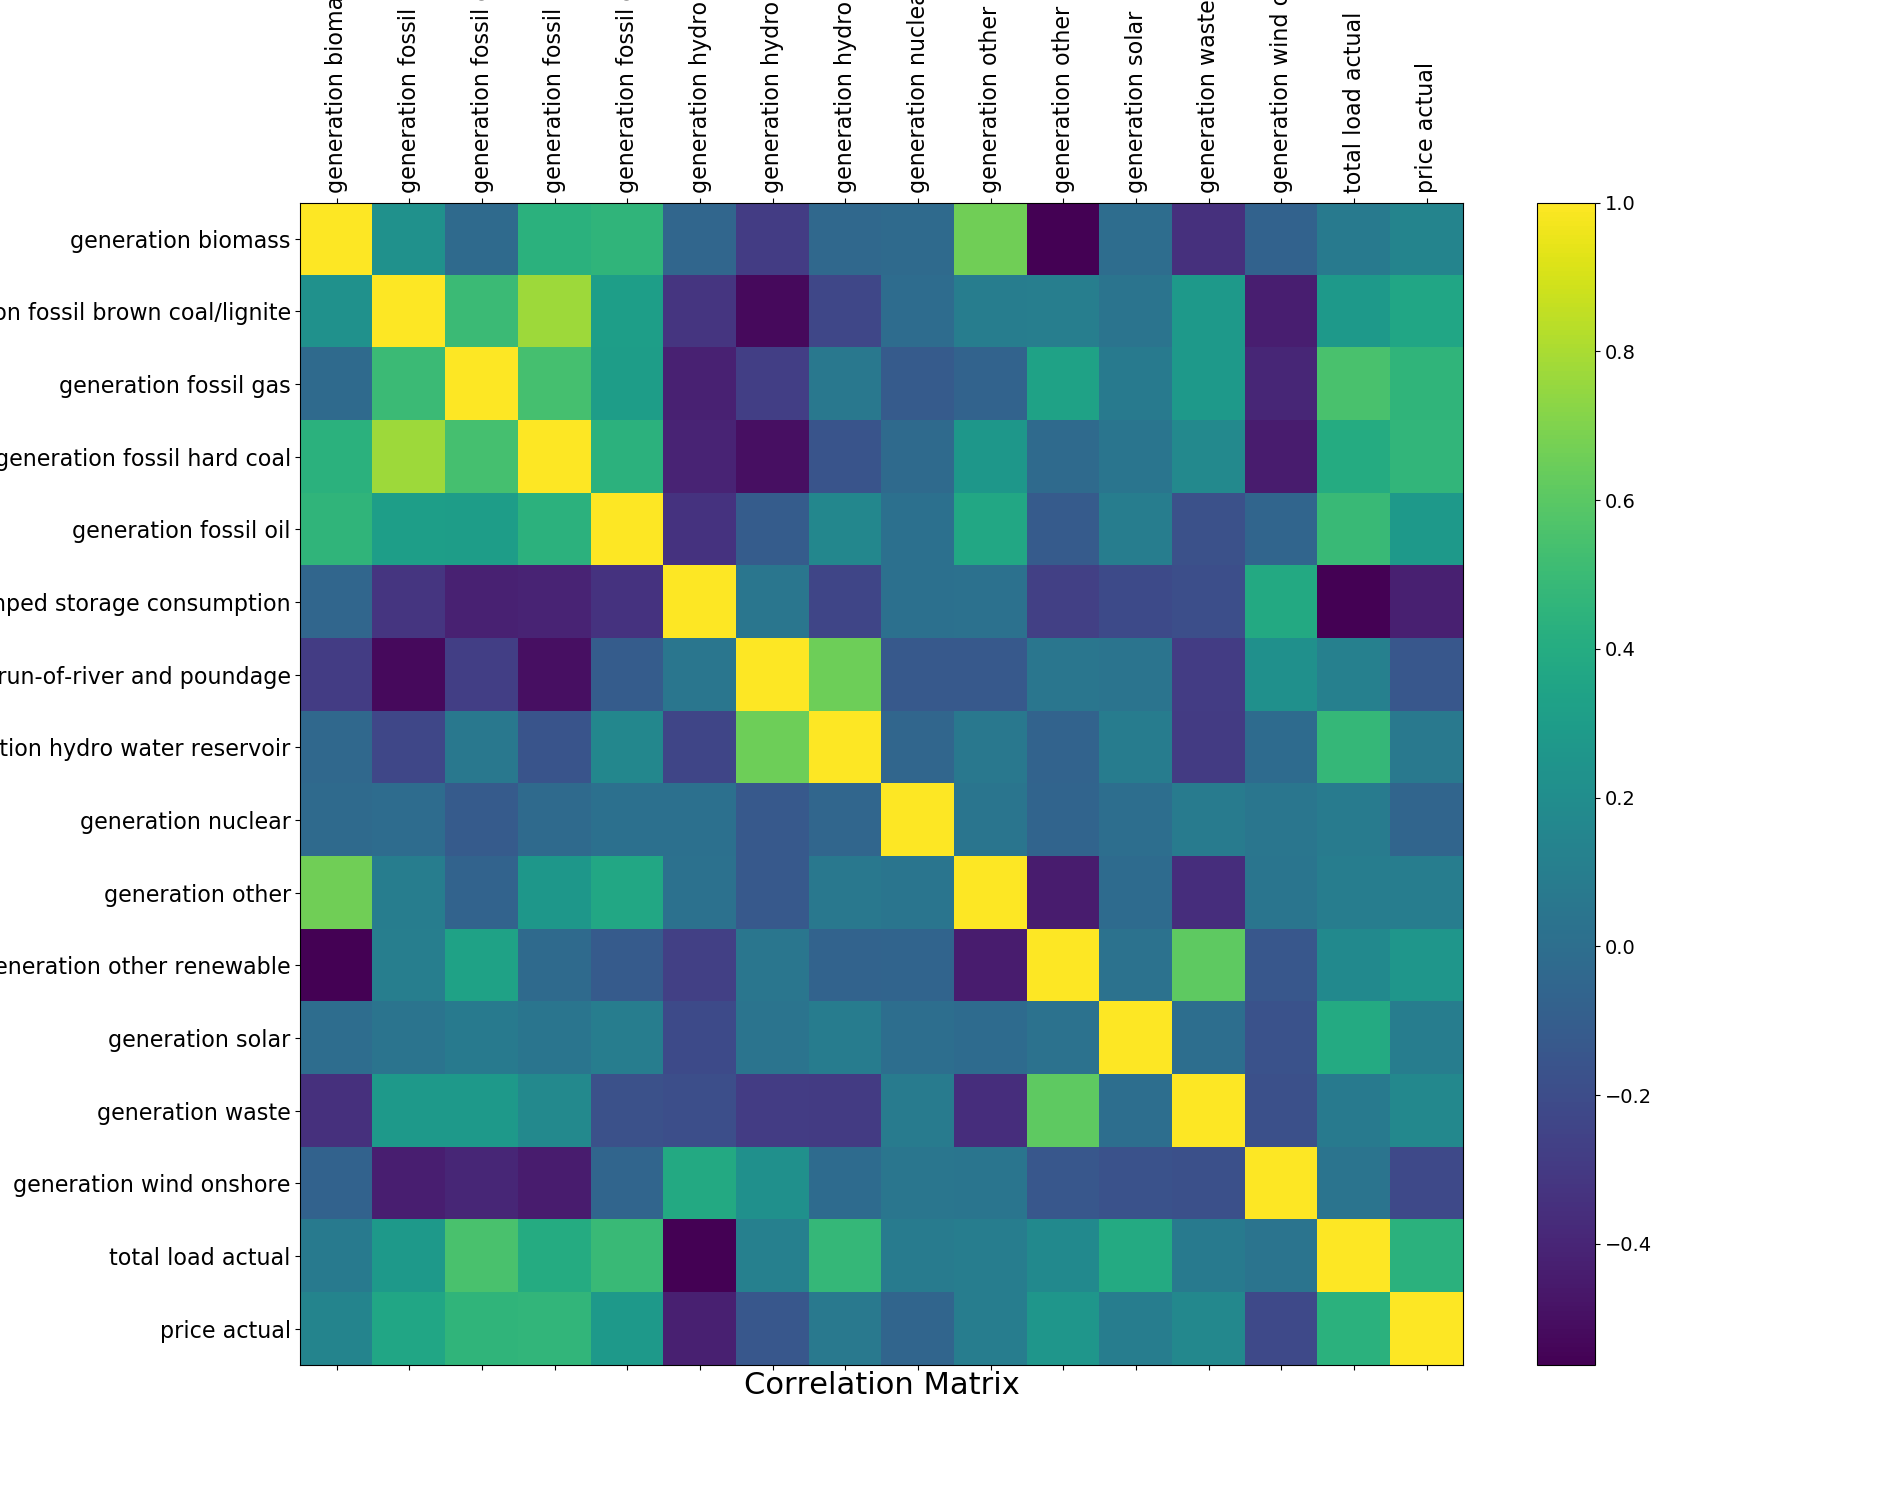 generation bioma
generation fossil
generation fossil
generation fossil
generation fossil
generation hydro
generation hydro
generation hydro
generation nuclea
generation other
generation other
generation solar
generation waste
generation wind o
total load actual
price actual
generation biomass
on fossil brown coal/lignite
generation fossil gas
generation fossil hard coal
generation fossil oil
mped storage consumption
run-of-river and poundage
tion hydro water reservoir
generation nuclear
generation other
eneration other renewable
generation solar
generation waste
generation wind onshore
total load actual
price actual
1.0
0.8
0.6
0.4
0.2
0.0
−0.2
−0.4
Correlation Matrix